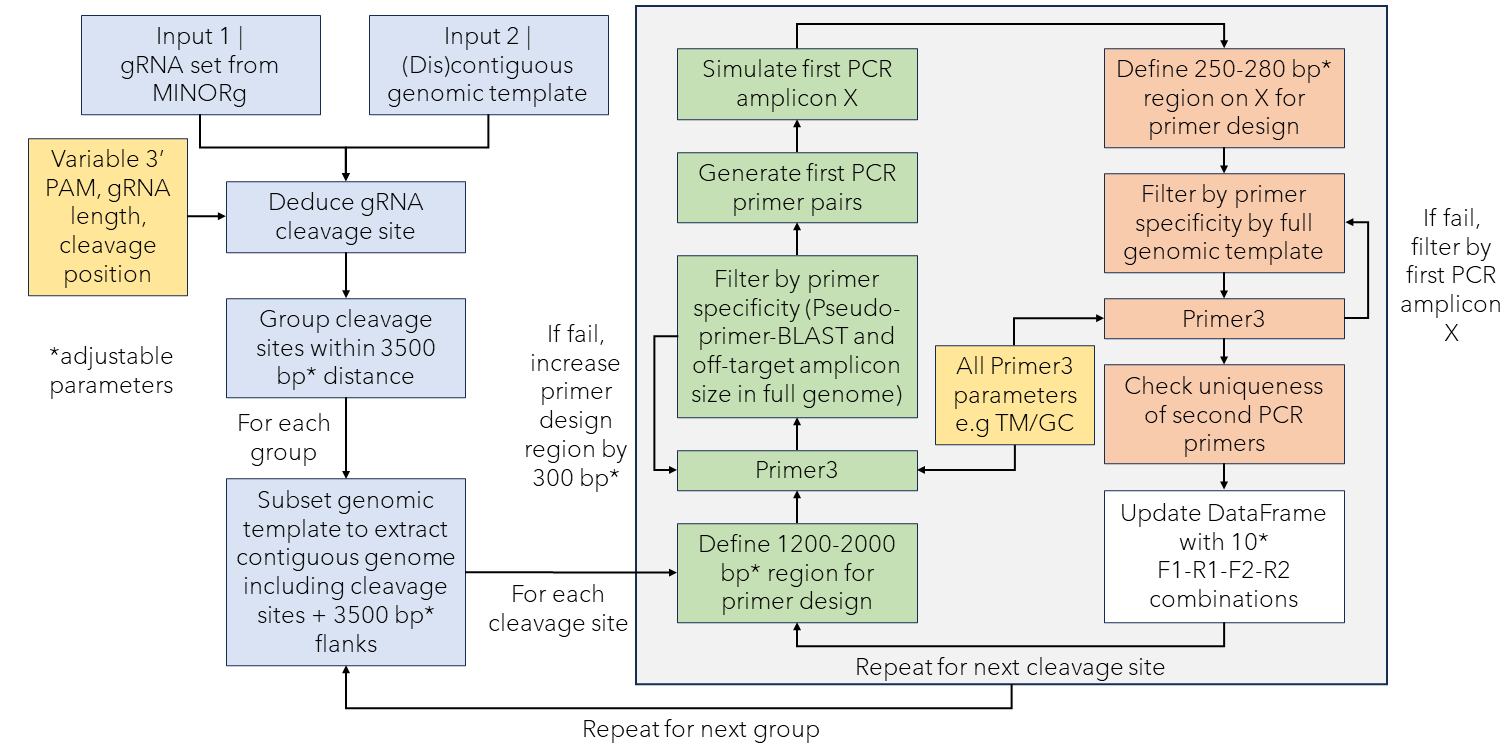 Input 1 |
gRNA set from
MINORg
Input 2 |
(Dis)contiguous
genomic template
Variable 3’
PAM, gRNA
length,
cleavage
position
Deduce gRNA
cleavage site
Group cleavage
sites within 3500
bp* distance
*adjustable
parameters
For each
group
Subset genomic
template to extract
contiguous genome
including cleavage
sites + 3500 bp*
flanks
For each
cleavage site
If fail,
increase
primer
design
region by
300 bp*
Simulate first PCR
amplicon X
Generate first PCR
primer pairs
Filter by primer
specificity (Pseudo-
primer-BLAST and
off-target amplicon
size in full genome)
Primer3
Define 1200-2000
bp* region for
primer design
All Primer3
parameters
e.g TM/GC
Define 250-280 bp*
region on X for
primer design
Filter by primer
specificity by full
genomic template
Primer3
Check uniqueness
of second PCR
primers
Update DataFrame
with 10*
F1-R1-F2-R2
combinations
If fail,
filter by
first PCR
amplicon
X
Repeat for next cleavage site
Repeat for next group